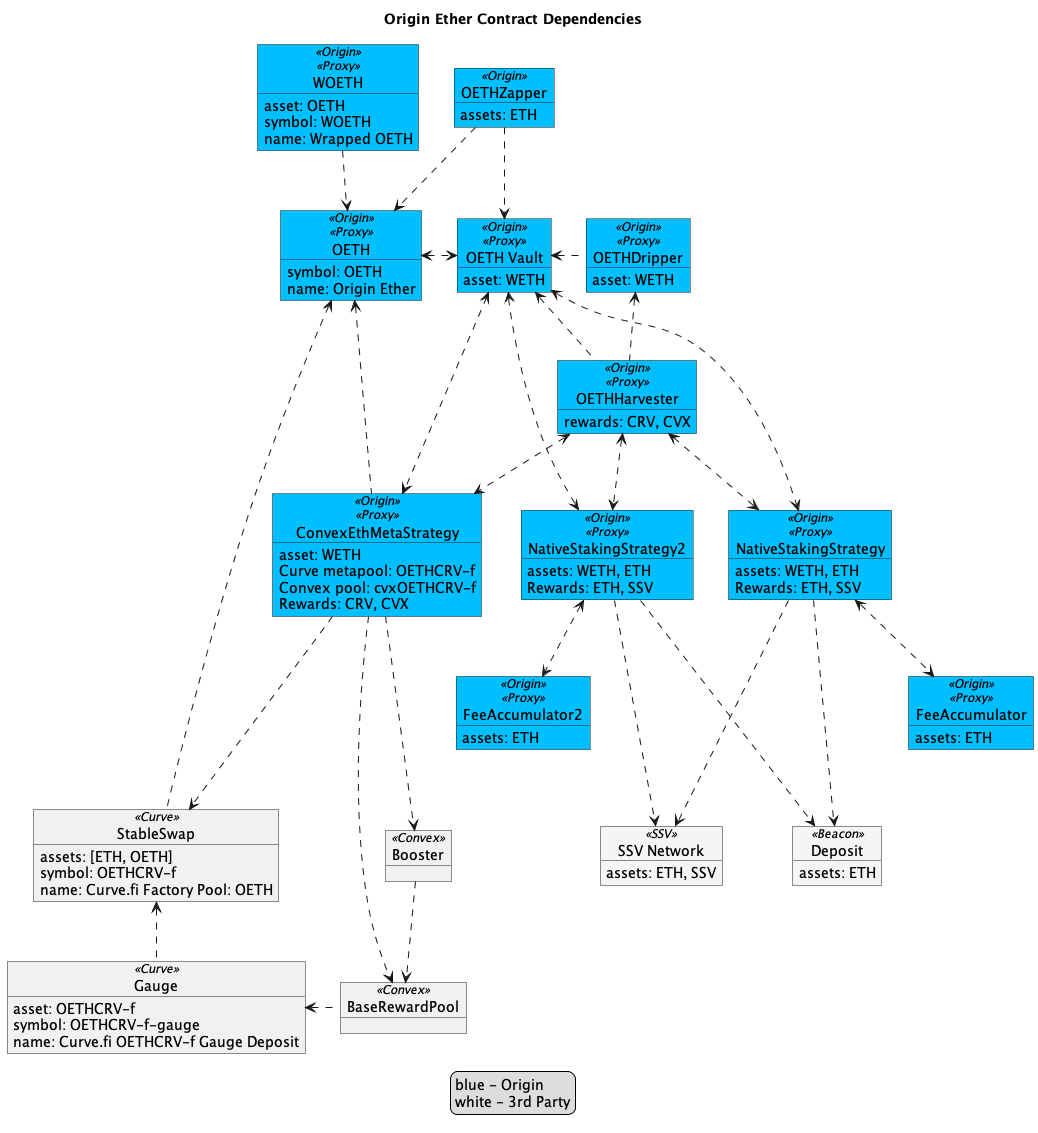 Origin Ether Contract Dependencies
«Origin»
«Proxy»
WOETH
asset: OETH
symbol: WOETH
name: Wrapped OETH
«Origin»
OETHZapper
assets: ETH
«Origin»
«Proxy»
OETH
symbol: OETH
name: Origin Ether
«Origin»
«Proxy»
OETH Vault
asset: WETH
«Origin»
«Proxy»
OETHDripper
asset: WETH
«Origin»
«Proxy»
OETHHarvester
rewards: CRV, CVX
«Origin»
«Proxy»
ConvexEthMetaStrategy
asset: WETH
Curve metapool: OETHCRV-f
Convex pool: cvxOETHCRV-f
Rewards: CRV, CVX
«Origin»
«Proxy»
NativeStakingStrategy2
assets: WETH, ETH
Rewards: ETH, SSV
«Origin»
«Proxy»
NativeStakingStrategy
assets: WETH, ETH
Rewards: ETH, SSV
«Origin»
«Proxy»
FeeAccumulator2
assets: ETH
«Origin»
«Proxy»
FeeAccumulator
assets: ETH
«Curve»
StableSwap
assets: [ETH, OETH]
symbol: OETHCRV-f
name: Curve.fi Factory Pool: OETH
«Convex»
Booster
«SSV»
SSV Network
assets: ETH, SSV
«Beacon»
Deposit
assets: ETH
«Curve»
Gauge
asset: OETHCRV-f
symbol: OETHCRV-f-gauge
name: Curve.fi OETHCRV-f Gauge Deposit
«Convex»
BaseRewardPool
blue - Origin
white - 3rd Party